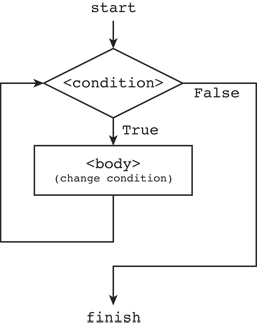 start
<condition>
False
True
<body>
(change condition)
finish